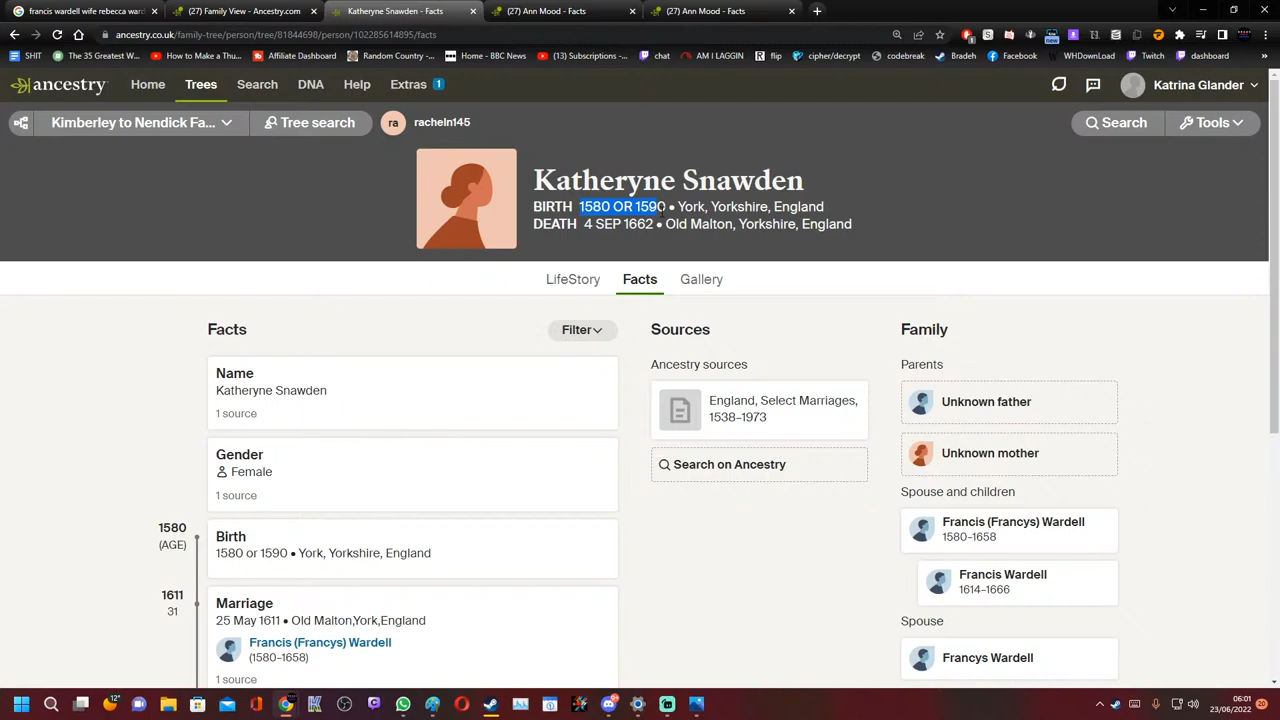 francis wardell wife rebecca ward
(27) Family View - Ancestry.com
Katheryne Snawden - Facts
(27) Ann Mood - Facts
(27) Ann Mood - Facts
ancestry.co.uk/family-tree/person/tree/81844698/person/102285614895/facts
SHIT
The 35 Greatest W...
How to Make a Thu...
Affiliate Dashboard
Random Country -...
Home - BBC News
(13) Subscriptions -...
chat
AM I LAGGIN
flip
cipher/decrypt
codebreak
Bradeh
Facebook
WHDownLoad
Twitch
dashboard
ancestry
Home
Trees
Search
DNA
Help
Extras
1
Katrina Glander
Kimberley to Nendick Fa...
Tree search
ra
racheln145
Search
Tools
Katheryne Snawden
BIRTH 1580 OR 1590 • York, Yorkshire, England
DEATH 4 SEP 1662 • Old Malton, Yorkshire, England
LifeStory
Facts
Gallery
Facts
Filter
Name
Katheryne Snawden
1 source
Gender
Female
1 source
1580
(AGE)
Birth
1580 or 1590 • York, Yorkshire, England
1611
31
Marriage
25 May 1611 • Old Malton,York,England
Francis (Francys) Wardell
(1580–1658)
1 source
Sources
Ancestry sources
England, Select Marriages,
1538–1973
Search on Ancestry
Family
Parents
Unknown father
Unknown mother
Spouse and children
Francis (Francys) Wardell
1580–1658
Francis Wardell
1614–1666
Spouse
Francys Wardell
12°
06:01
23/06/2022